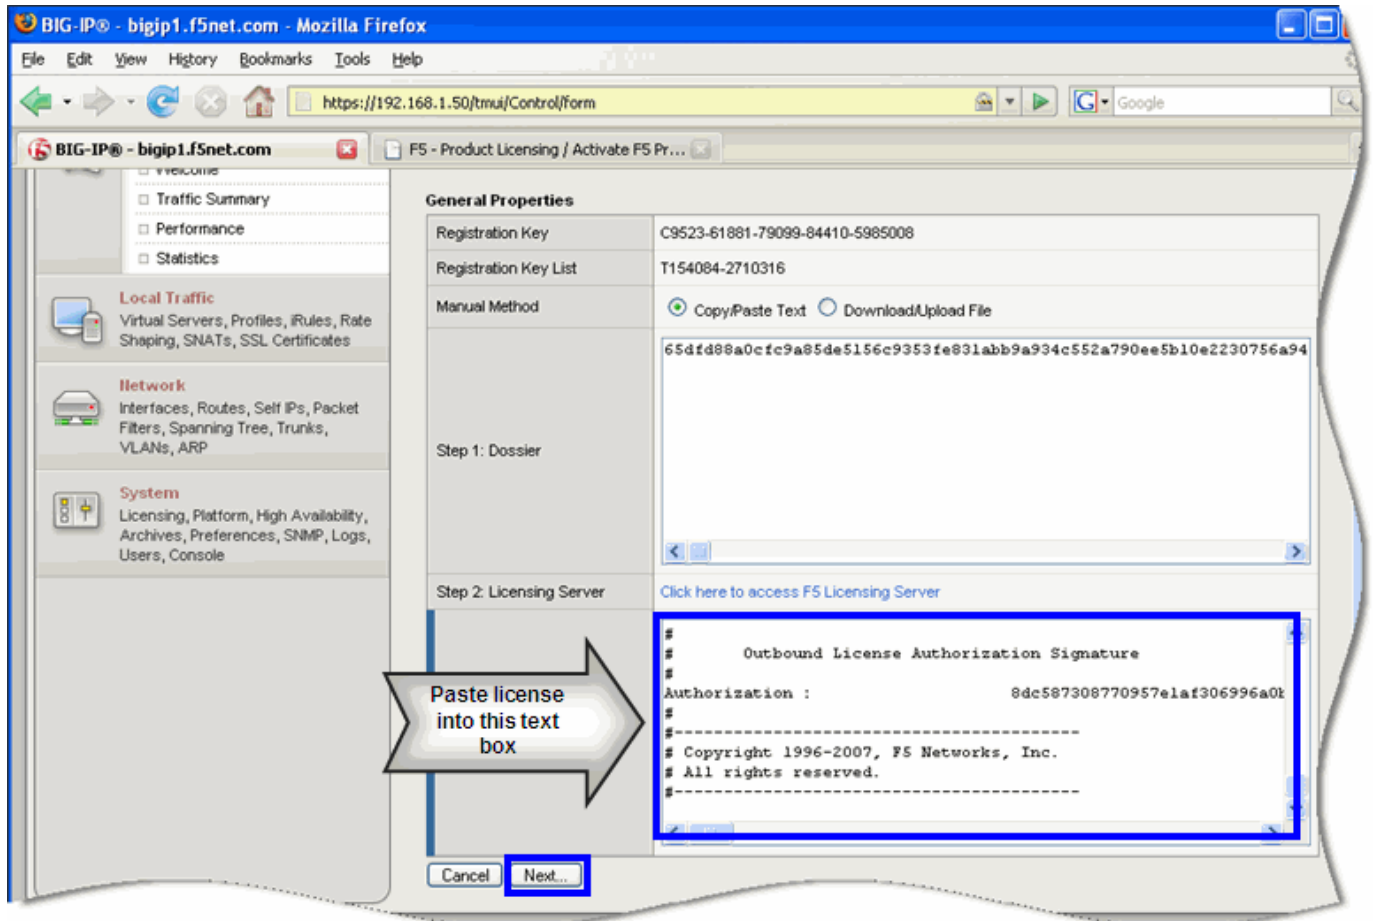 BIG-IP® - bigip1.f5net.com - Mozilla Firefox
File Edit View History Bookmarks Tools Help
https://192.168.1.50/tmui/Control/form
Google
BIG-IP® - bigip1.f5net.com
F5 - Product Licensing / Activate F5 Pr...
Welcome
Traffic Summary
Performance
Statistics
Local Traffic
Virtual Servers, Profiles, iRules, Rate
Shaping, SNATs, SSL Certificates
Network
Interfaces, Routes, Self IPs, Packet
Filters, Spanning Tree, Trunks,
VLANs, ARP
System
Licensing, Platform, High Availability,
Archives, Preferences, SNMP, Logs,
Users, Console
General Properties
Registration Key C9523-61881-79099-84410-5985008
Registration Key List T154084-2710316
Manual Method Copy/Paste Text Download/Upload File
Step 1: Dossier
65dfd88a0cfc9a85de5156c9353fe831abb9a934c552a790ee5b10e2230756a94
Step 2: Licensing Server Click here to access F5 Licensing Server
Paste license
into this text
box
#
# Outbound License Authorization Signature
#
Authorization : 8dc587308770957e1af306996a0b
#
#-----------------------------------------
# Copyright 1996-2007, F5 Networks, Inc.
# All rights reserved.
#-----------------------------------------
Cancel Next...